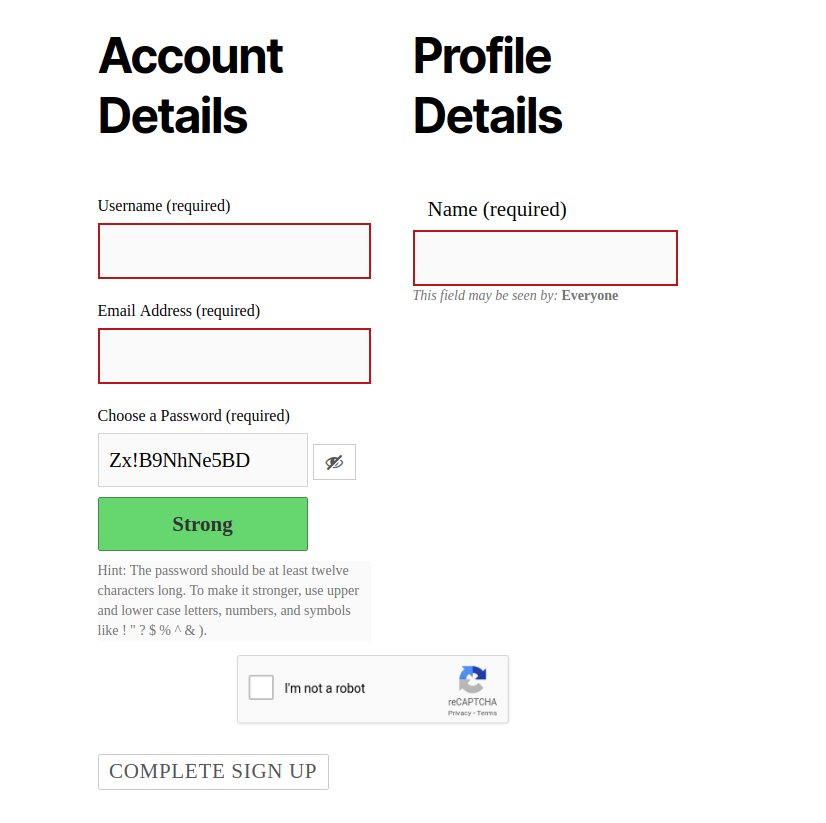 Account
Details
Username (required)
Email Address (required)
Choose a Password (required)
Zx!B9NhNe5BD
Strong
Hint: The password should be at least twelve
characters long. To make it stronger, use upper
and lower case letters, numbers, and symbols
like ! " ? $ % ^ & ).
Profile
Details
Name (required)
This field may be seen by: Everyone
I'm not a robot
reCAPTCHA
Privacy - Terms
COMPLETE SIGN UP